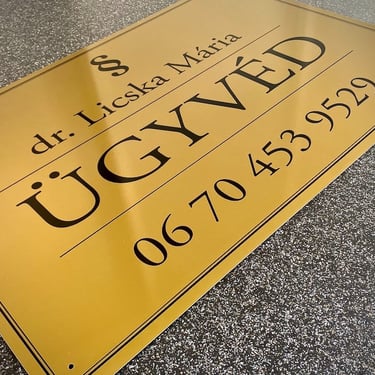 §
dr. Licska Mária
ÜGYVÉD
06 70 453 9529